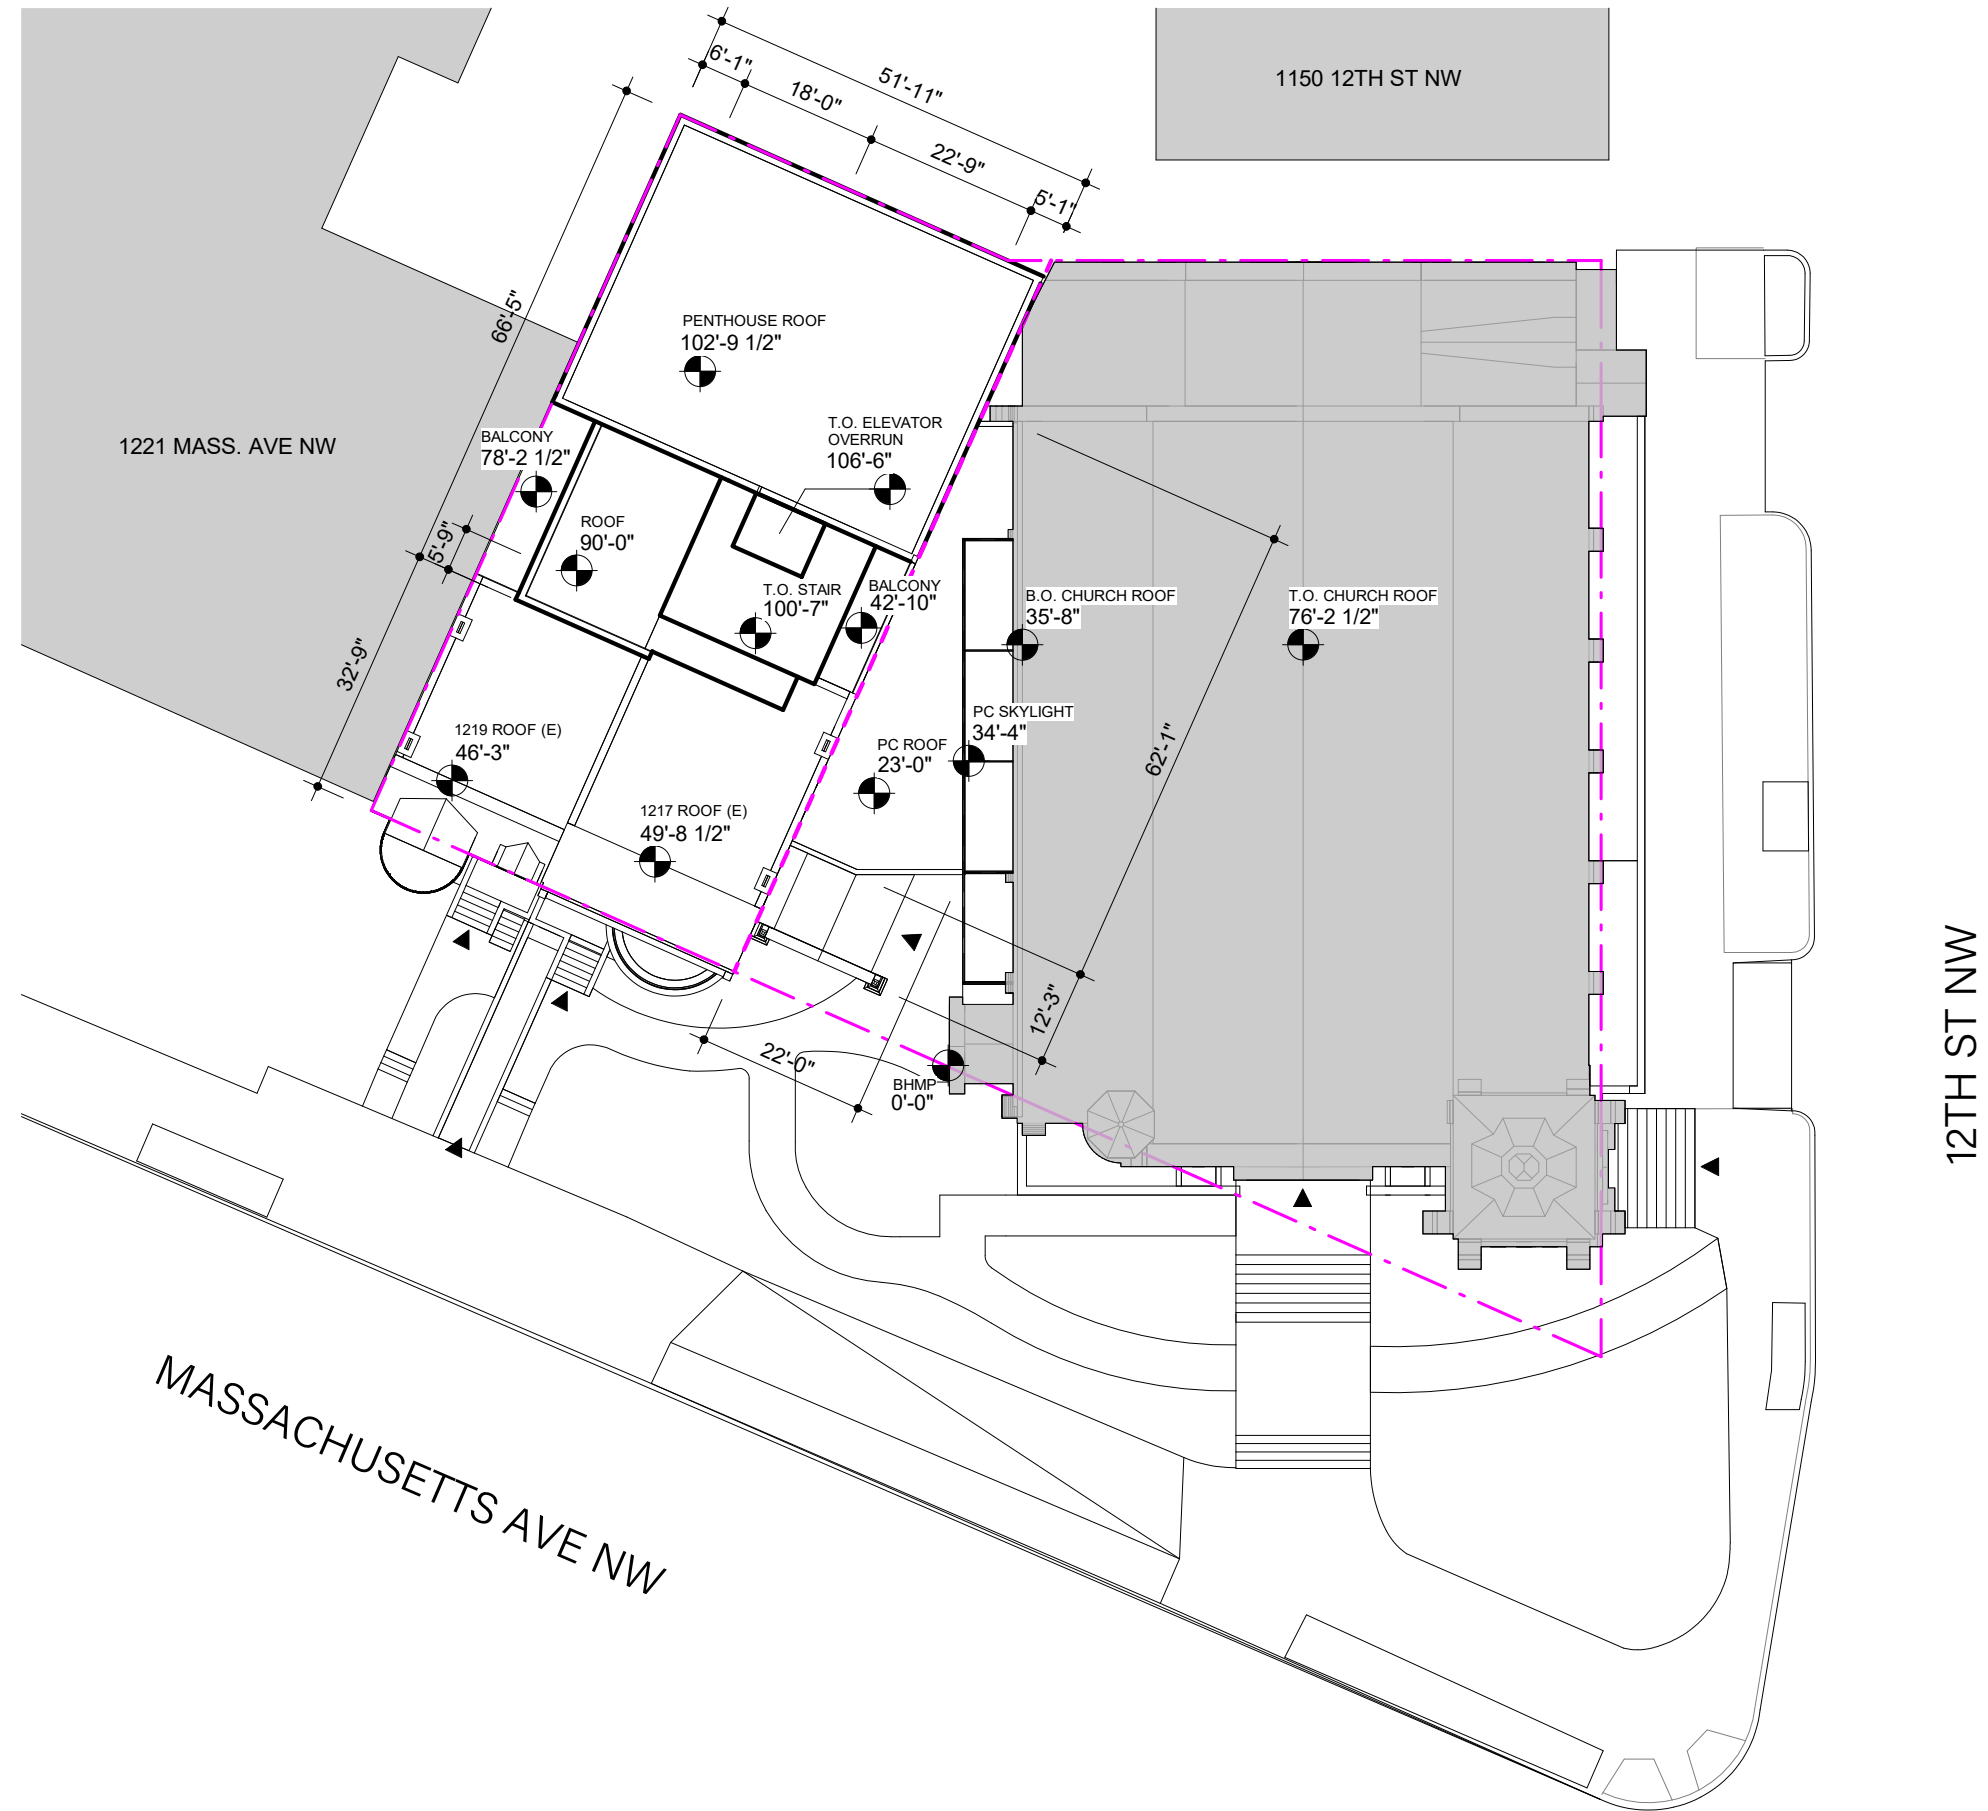 6'-1"
51'-11"
18'-0"
22'-9"
5'-1"
1150 12TH ST NW
66'-5"
PENTHOUSE ROOF
102'-9 1/2"
T.O. ELEVATOR
OVERRUN
106'-6"
1221 MASS. AVE NW
BALCONY
78'-2 1/2"
ROOF
90'-0"
5'-9"
T.O. STAIR
100'-7"
BALCONY
42'-10"
B.O. CHURCH ROOF
35'-8"
T.O. CHURCH ROOF
76'-2 1/2"
32'-9"
1219 ROOF (E)
46'-3"
PC SKYLIGHT
34'-4"
PC ROOF
23'-0"
62'-1"
1217 ROOF (E)
49'-8 1/2"
12'-3"
22'-0"
BHMP
0'-0"
12TH ST NW
MASSACHUSETTS AVE NW